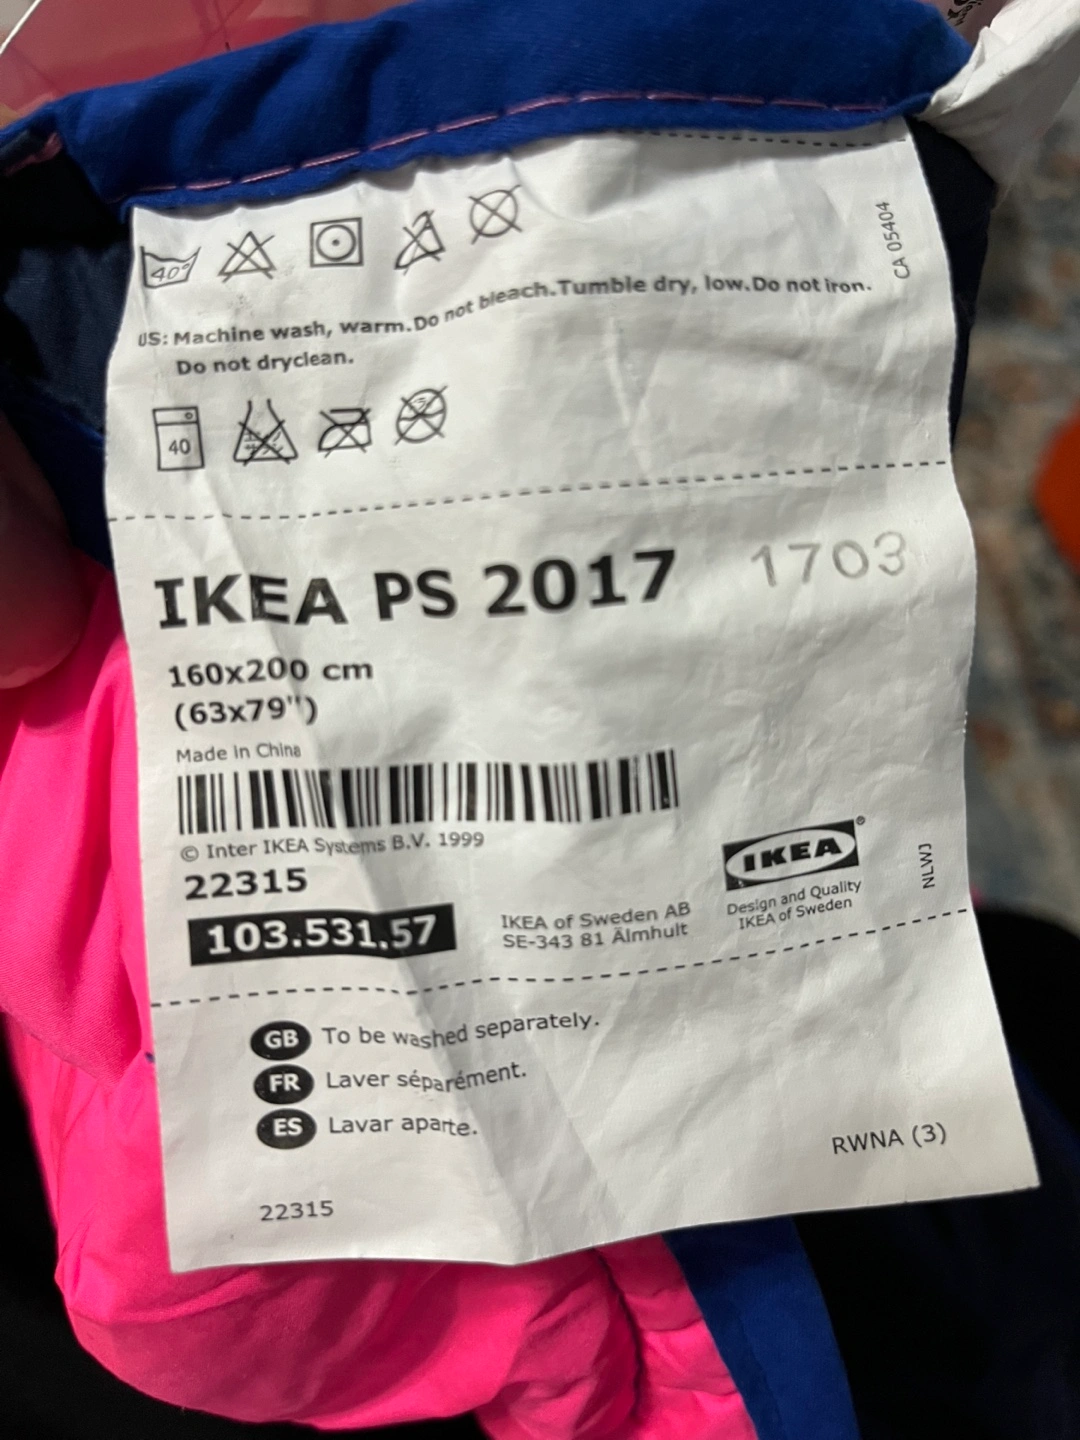 40°
CA 05404
US: Machine wash, warm.Do not bleach.Tumble dry, low.Do not iron.
Do not dryclean.
40
IKEA PS 2017
1703
160x200 cm
(63x79")
Made in China
© Inter IKEA Systems B.V. 1999
22315
103.531.57
IKEA of Sweden AB
SE-343 81 Älmhult
IKEA®
Design and Quality
IKEA of Sweden
NLWJ
GB To be washed separately.
FR Laver séparément.
ES Lavar aparte.
RWNA (3)
22315